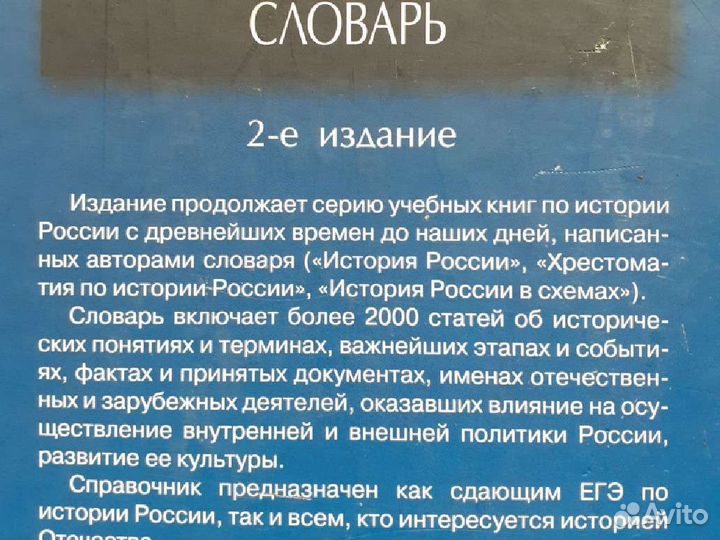 СЛОВАРЬ
2-е издание
Издание продолжает серию учебных книг по истории
России с древнейших времен до наших дней, написан-
ных авторами словаря («История России», «Хрестома-
тия по истории России», «История России в схемах»).
Словарь включает более 2000 статей об историче-
ских понятиях и терминах, важнейших этапах и событи-
ях, фактах и принятых документах, именах отечествен-
ных и зарубежных деятелей, оказавших влияние на осу-
ществление внутренней и внешней политики России,
развитие ее культуры.
Справочник предназначен как сдающим ЕГЭ по
истории России, так и всем, кто интересуется историей
Отечества.
Avito